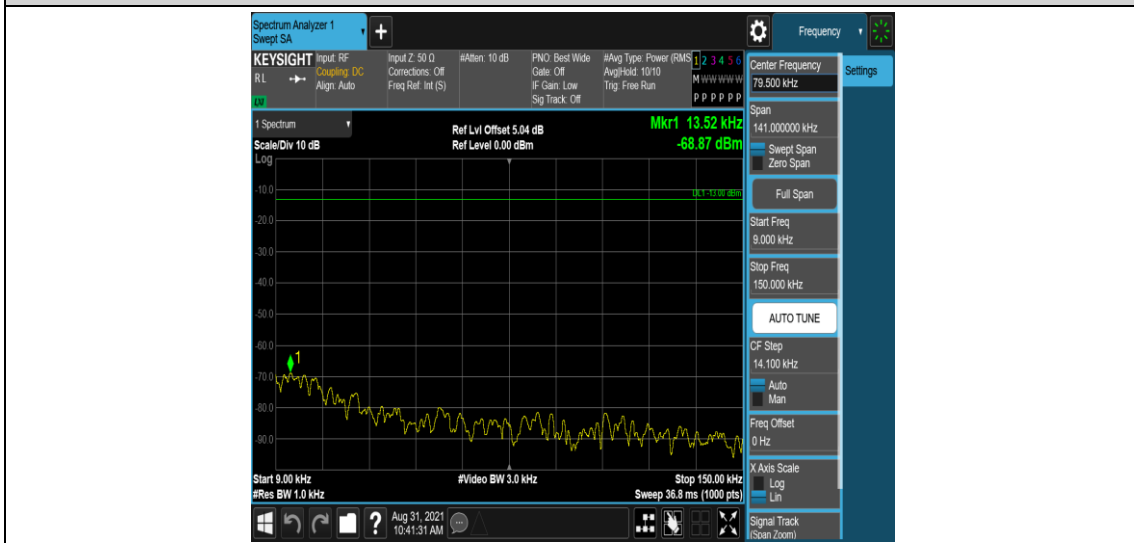 Spectrum Analyzer 1
Swept SA
+
Frequency
KEYSIGHT
RL
LXI
Input: RF
Coupling: DC
Align: Auto
Input Z: 50 Ω
Corrections: Off
Freq Ref: Int (S)
#Atten: 10 dB
PNO: Best Wide
Gate: Off
IF Gain: Low
Sig Track: Off
#Avg Type: Power (RMS
Avg|Hold: 10/10
Trig: Free Run
1 2 3 4 5 6
M W W W W W
P P P P P P
1 Spectrum
Scale/Div 10 dB
Log
Ref Lvl Offset 5.04 dB
Ref Level 0.00 dBm
Mkr1 13.52 kHz
-68.87 dBm
DL1 -13.00 dBm
-10.0
-20.0
-30.0
-40.0
-50.0
-60.0
1
-70.0
-80.0
-90.0
Start 9.00 kHz
#Res BW 1.0 kHz
#Video BW 3.0 kHz
Stop 150.00 kHz
Sweep 36.8 ms (1000 pts)
?
Aug 31, 2021
10:41:31 AM
Center Frequency
79.500 kHz
Settings
Span
141.000000 kHz
Swept Span
Zero Span
Full Span
Start Freq
9.000 kHz
Stop Freq
150.000 kHz
AUTO TUNE
CF Step
14.100 kHz
Auto
Man
Freq Offset
0 Hz
X Axis Scale
Log
Lin
Signal Track
(Span Zoom)